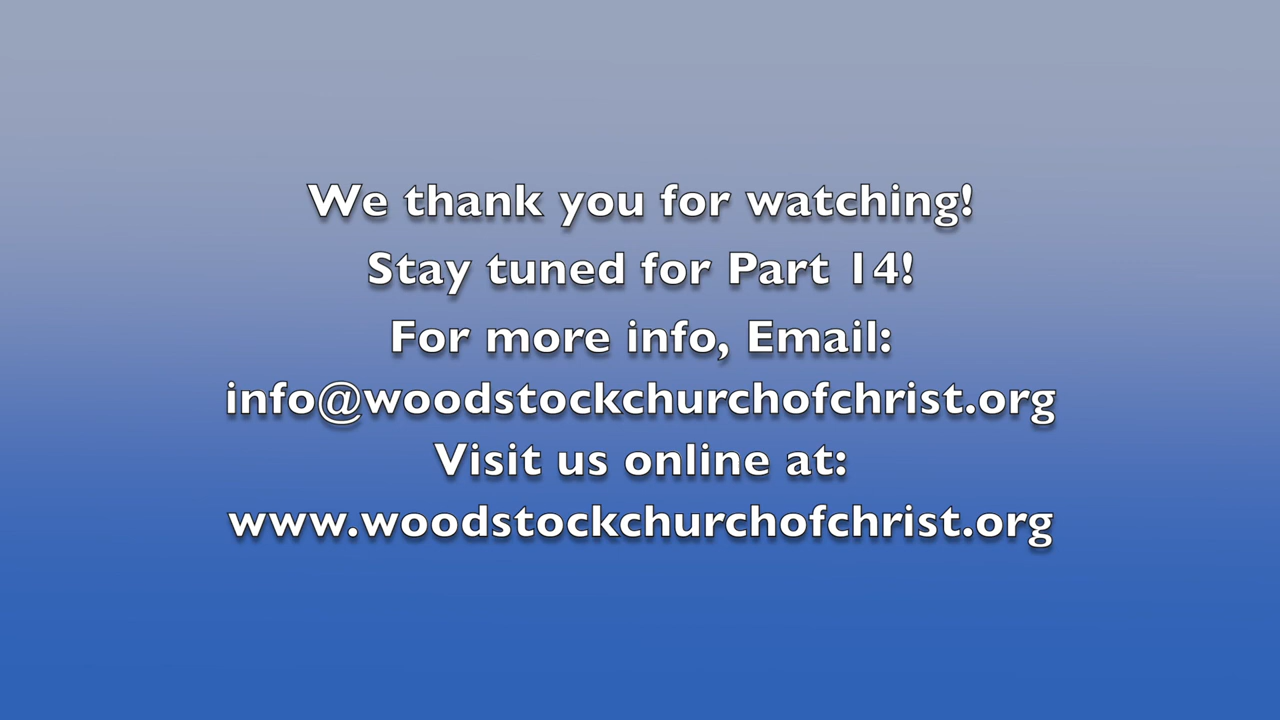 We thank you for watching!
Stay tuned for Part 14!
For more info, Email:
info@woodstockchurchofchrist.org
Visit us online at:
www.woodstockchurchofchrist.org